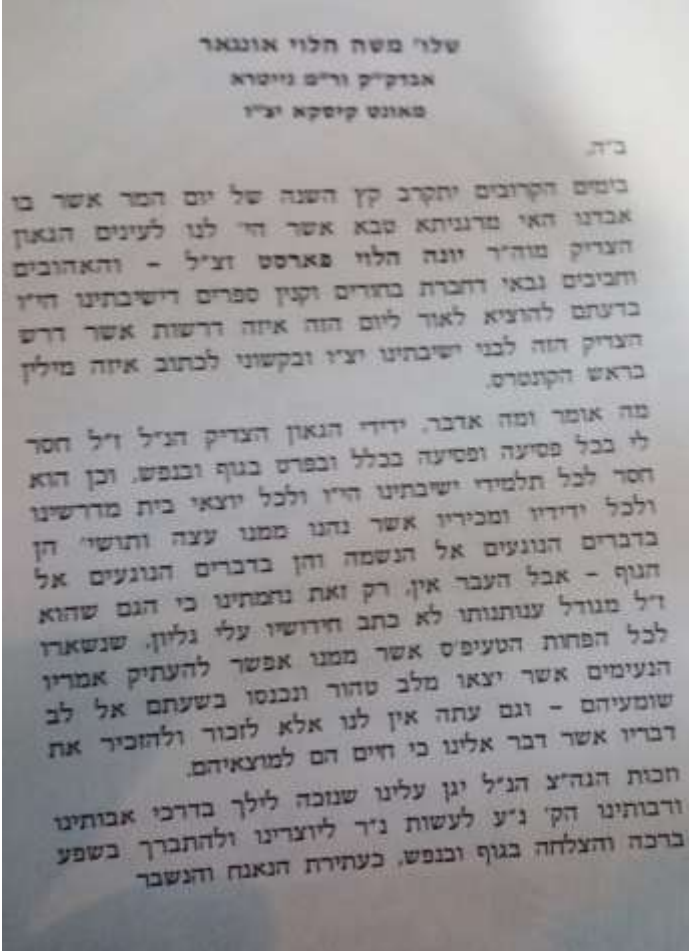 שלו׳ משה הלוי אונגאר
אבדק״ק ור״מ נייטרא
מאונט קיסקא יצ״ו
ב״ה,
בימים הקרובים יתקרב קץ השנה של יום המר אשר בו
אבדנו האי מרגניתא טבא אשר הי׳ לנו לעינים הגאון
הצדיק מוה״ר יונה הלוי פארסט זצ״ל – והאהובים
וחביבים גבאי דחברת בחורים וקנין ספרים דישיבתינו הי״ו
בדעתם להוציא לאור ליום הזה איזה דרשות אשר דרש
הצדיק הזה לבני ישיבתינו יצ״ו ובקשוני לכתוב איזה מילין
בראש הקונטרס.
מה אומר ומה אדבר, ידידי הגאון הצדיק הנ״ל ז״ל חסר
לי בכל פסיעה ופסיעה בכלל ובפרט בגוף ובנפש, וכן הוא
חסר לכל תלמידי ישיבתינו הי״ו ולכל יוצאי בית מדרשינו
ולכל ידידיו ומכיריו אשר נהנו ממנו עצה ותושי׳ הן
בדברים הנוגעים אל הנשמה והן בדברים הנוגעים אל
הגוף – אבל העבר אין, רק זאת נחמתינו כי הגם שהוא
ז״ל מגודל ענותנותו לא כתב חידושיו עלי גליון, שנשארו
לכל הפחות הטעיפ׳ס אשר ממנו אפשר להעתיק אמריו
הנעימים אשר יצאו מלב טהור ונכנסו בשעתם אל לב
שומעיהם – וגם עתה אין לנו אלא לזכור ולהזכיר את
דבריו אשר דבר אלינו כי חיים הם למוצאיהם.
חכות הגה״צ הנ״ל יגן עלינו שנזכה לילך בדרכי אבותינו
ורבותינו הק׳ נ״ע לעשות נ״ר ליוצרינו ולהתברך בשפע
ברכה והצלחה בגוף ובנפש, כעתירת הנאנח והנשבר